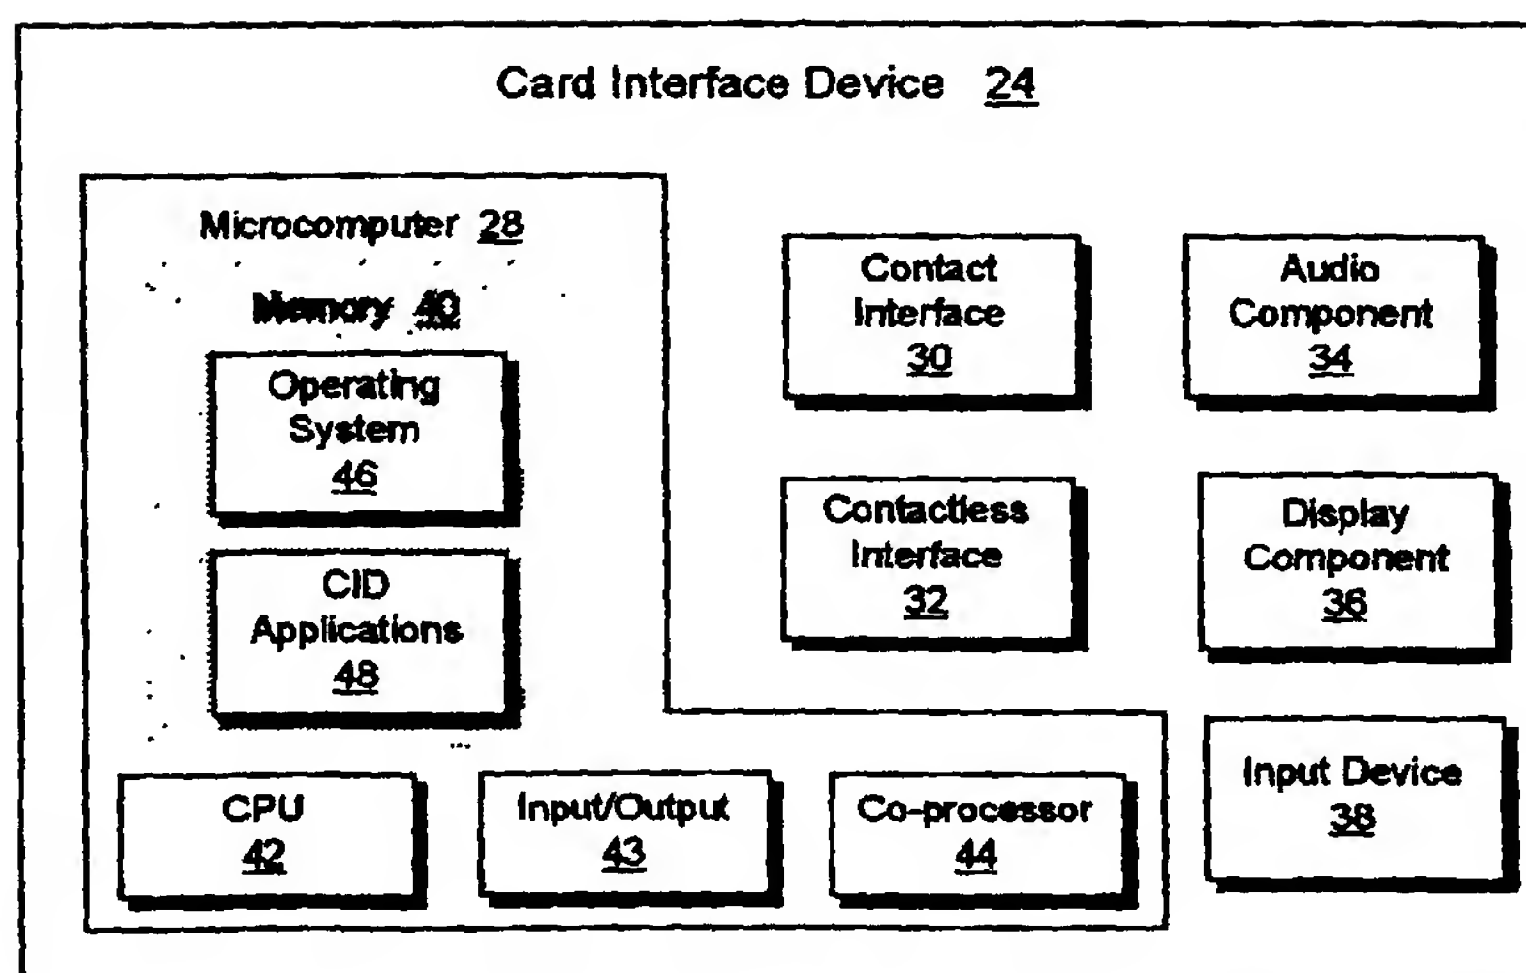 Card Interface Device 24
Microcomputer 28
Memory 40
Operating
System
46
CID
Applications
48
CPU
42
Input/Output
43
Co-processor
44
Contact
Interface
30
Contactless
Interface
32
Audio
Component
34
Display
Component
36
Input Device
38